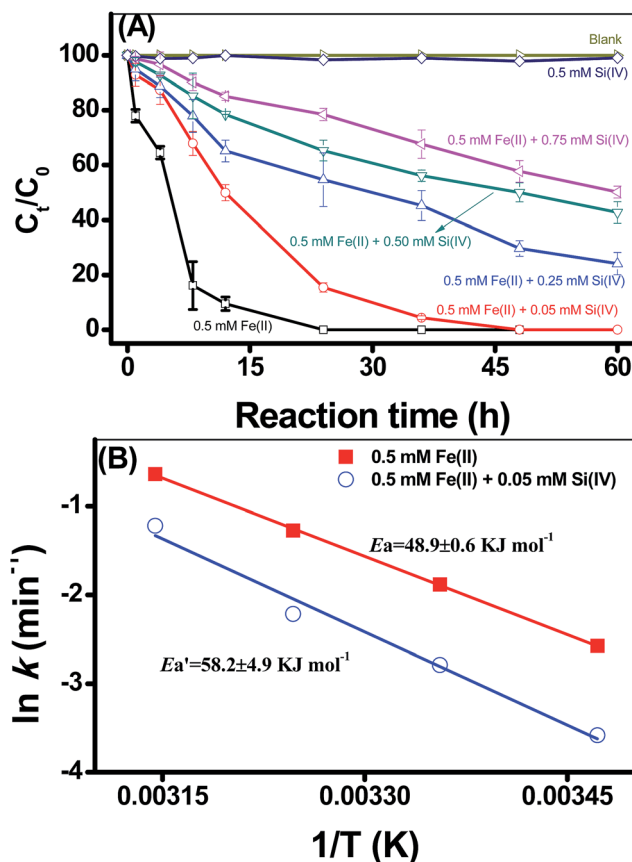 (A)
Blank
0.5 mM Si(IV)
0.5 mM Fe(II) + 0.75 mM Si(IV)
0.5 mM Fe(II) + 0.50 mM Si(IV)
0.5 mM Fe(II) + 0.25 mM Si(IV)
0.5 mM Fe(II) + 0.05 mM Si(IV)
0.5 mM Fe(II)
100
80
60
40
20
0
Ct/C0
0 15 30 45 60
Reaction time (h)
(B)
0.5 mM Fe(II)
0.5 mM Fe(II) + 0.05 mM Si(IV)
Ea=48.9±0.6 KJ mol⁻¹
Ea'=58.2±4.9 KJ mol⁻¹
-1
-2
-3
-4
ln k (min⁻¹)
0.00315 0.00330 0.00345
1/T (K)